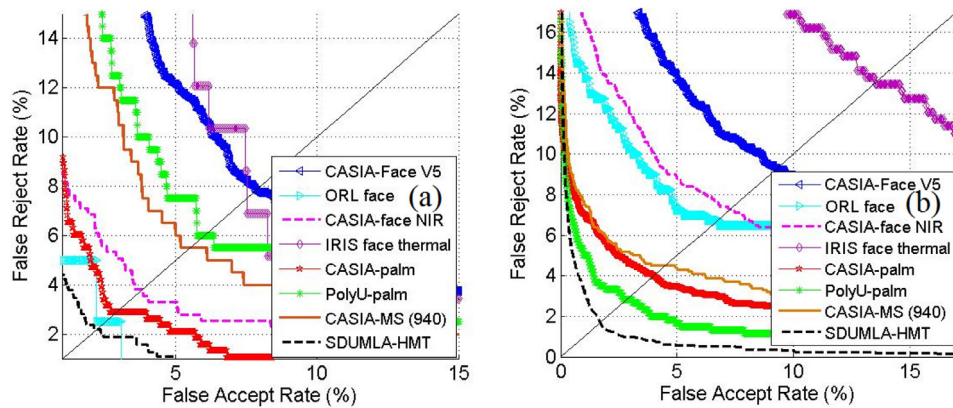 14
12
10
8
6
4
2
5
10
15
False Reject Rate (%)
False Accept Rate (%)
(a)
CASIA-Face V5
ORL face
CASIA-face NIR
IRIS face thermal
CASIA-palm
PolyU-palm
CASIA-MS (940)
SDUMLA-HMT
16
14
12
10
8
6
4
2
0
0
5
10
15
False Reject Rate (%)
False Accept Rate (%)
(b)
CASIA-Face V5
ORL face
CASIA-face NIR
IRIS face thermal
CASIA-palm
PolyU-palm
CASIA-MS (940)
SDUMLA-HMT